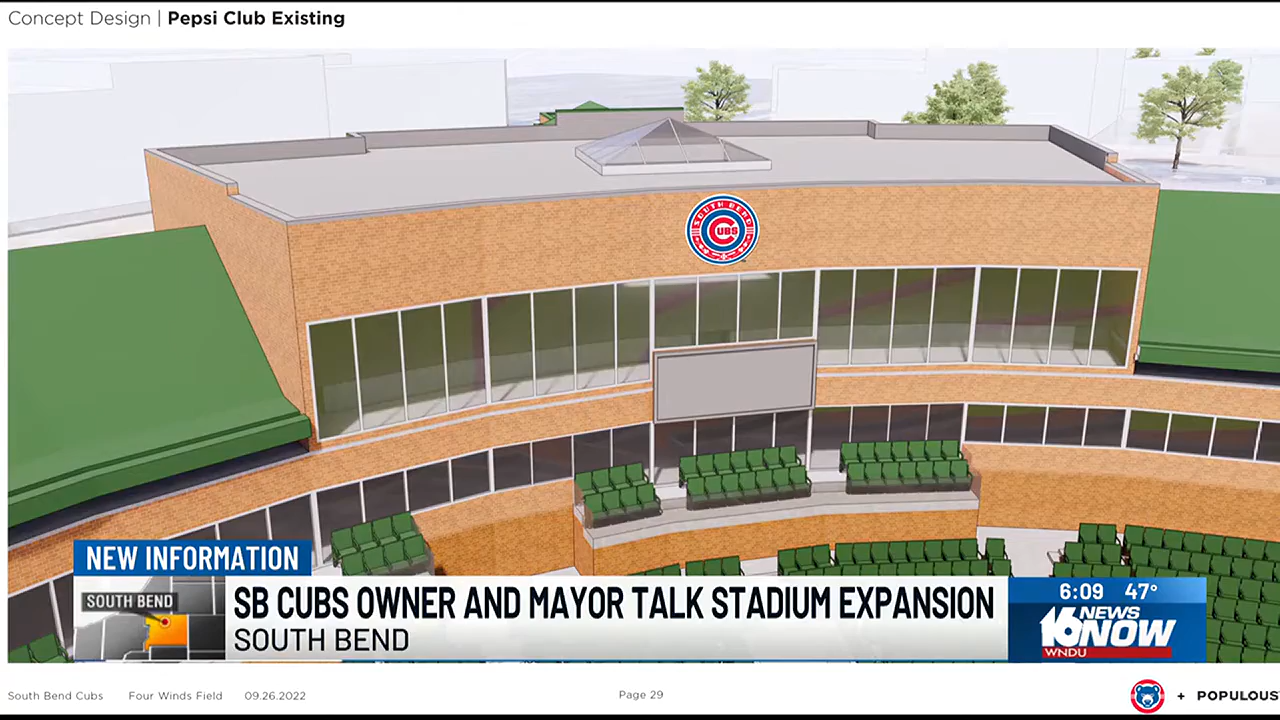 Concept Design | Pepsi Club Existing
SOUTH BEND
CUBS
NEW INFORMATION
SOUTH BEND
SB CUBS OWNER AND MAYOR TALK STADIUM EXPANSION
SOUTH BEND
6:09 47°
16 NEWS NOW
WNDU
South Bend Cubs Four Winds Field 09.26.2022 Page 29 + POPULOUS